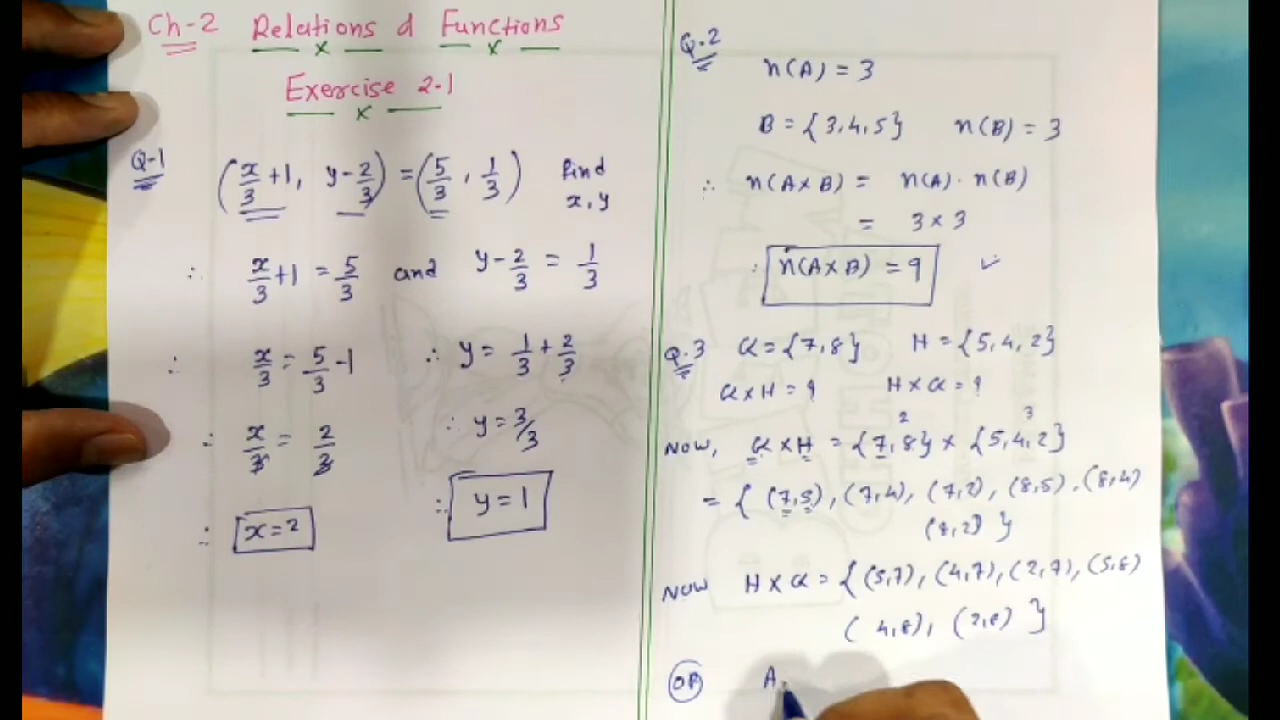 Ch-2 Relations & Functions
Exercise 2.1
Q-1 (x/3 +1, y-2/3) = (5/3, 1/3) find x, y
∴ x/3 +1 = 5/3 and y-2/3 = 1/3
∴ x/3 = 5/3 -1 ∴ y = 1/3 + 2/3
∴ x/3 = 2/3 ∴ y = 3/3
∴ x=2 ∴ y=1
Q.2 n(A) = 3
B = {3,4,5} n(B) = 3
∴ n(A×B) = n(A)·n(B)
= 3×3
∴ n(A×B) = 9 ✓
Q.3 G={7,8} H={5,4,2}
G×H = ? H×G = ?
2 3
Now, G×H = {7,8} × {5,4,2}
= { (7,5), (7,4), (7,2), (8,5), (8,4)
(8,2) }
Now H×G = { (5,7), (4,7), (2,7), (5,8)
(4,8), (2,8) }
OR A